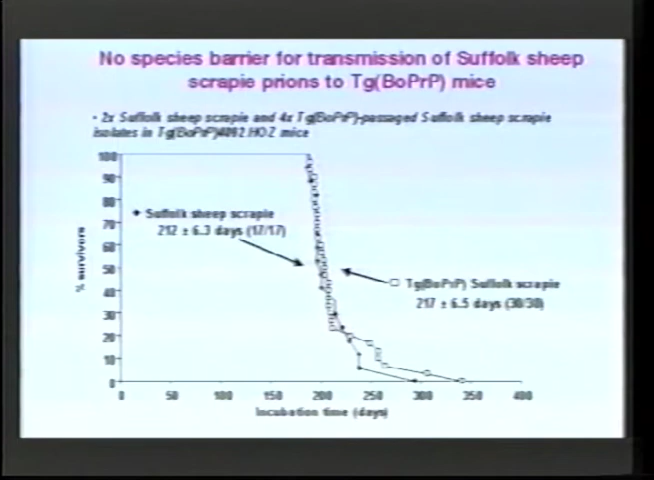 No species barrier for transmission of Suffolk sheep
scrapie prions to Tg(BoPrP) mice
• 2x Suffolk sheep scrapie and 4x Tg(BoPrP)-passaged Suffolk sheep scrapie
isolates in Tg(BoPrP)4092 HOZ mice
100
90
80
70
60
50
40
30
20
10
0
% survivors
Suffolk sheep scrapie
212 ± 6.3 days (17/17)
Tg(BoPrP) Suffolk scrapie
217 ± 6.5 days (30/30)
0 50 100 150 200 250 300 350 400
Incubation time (days)